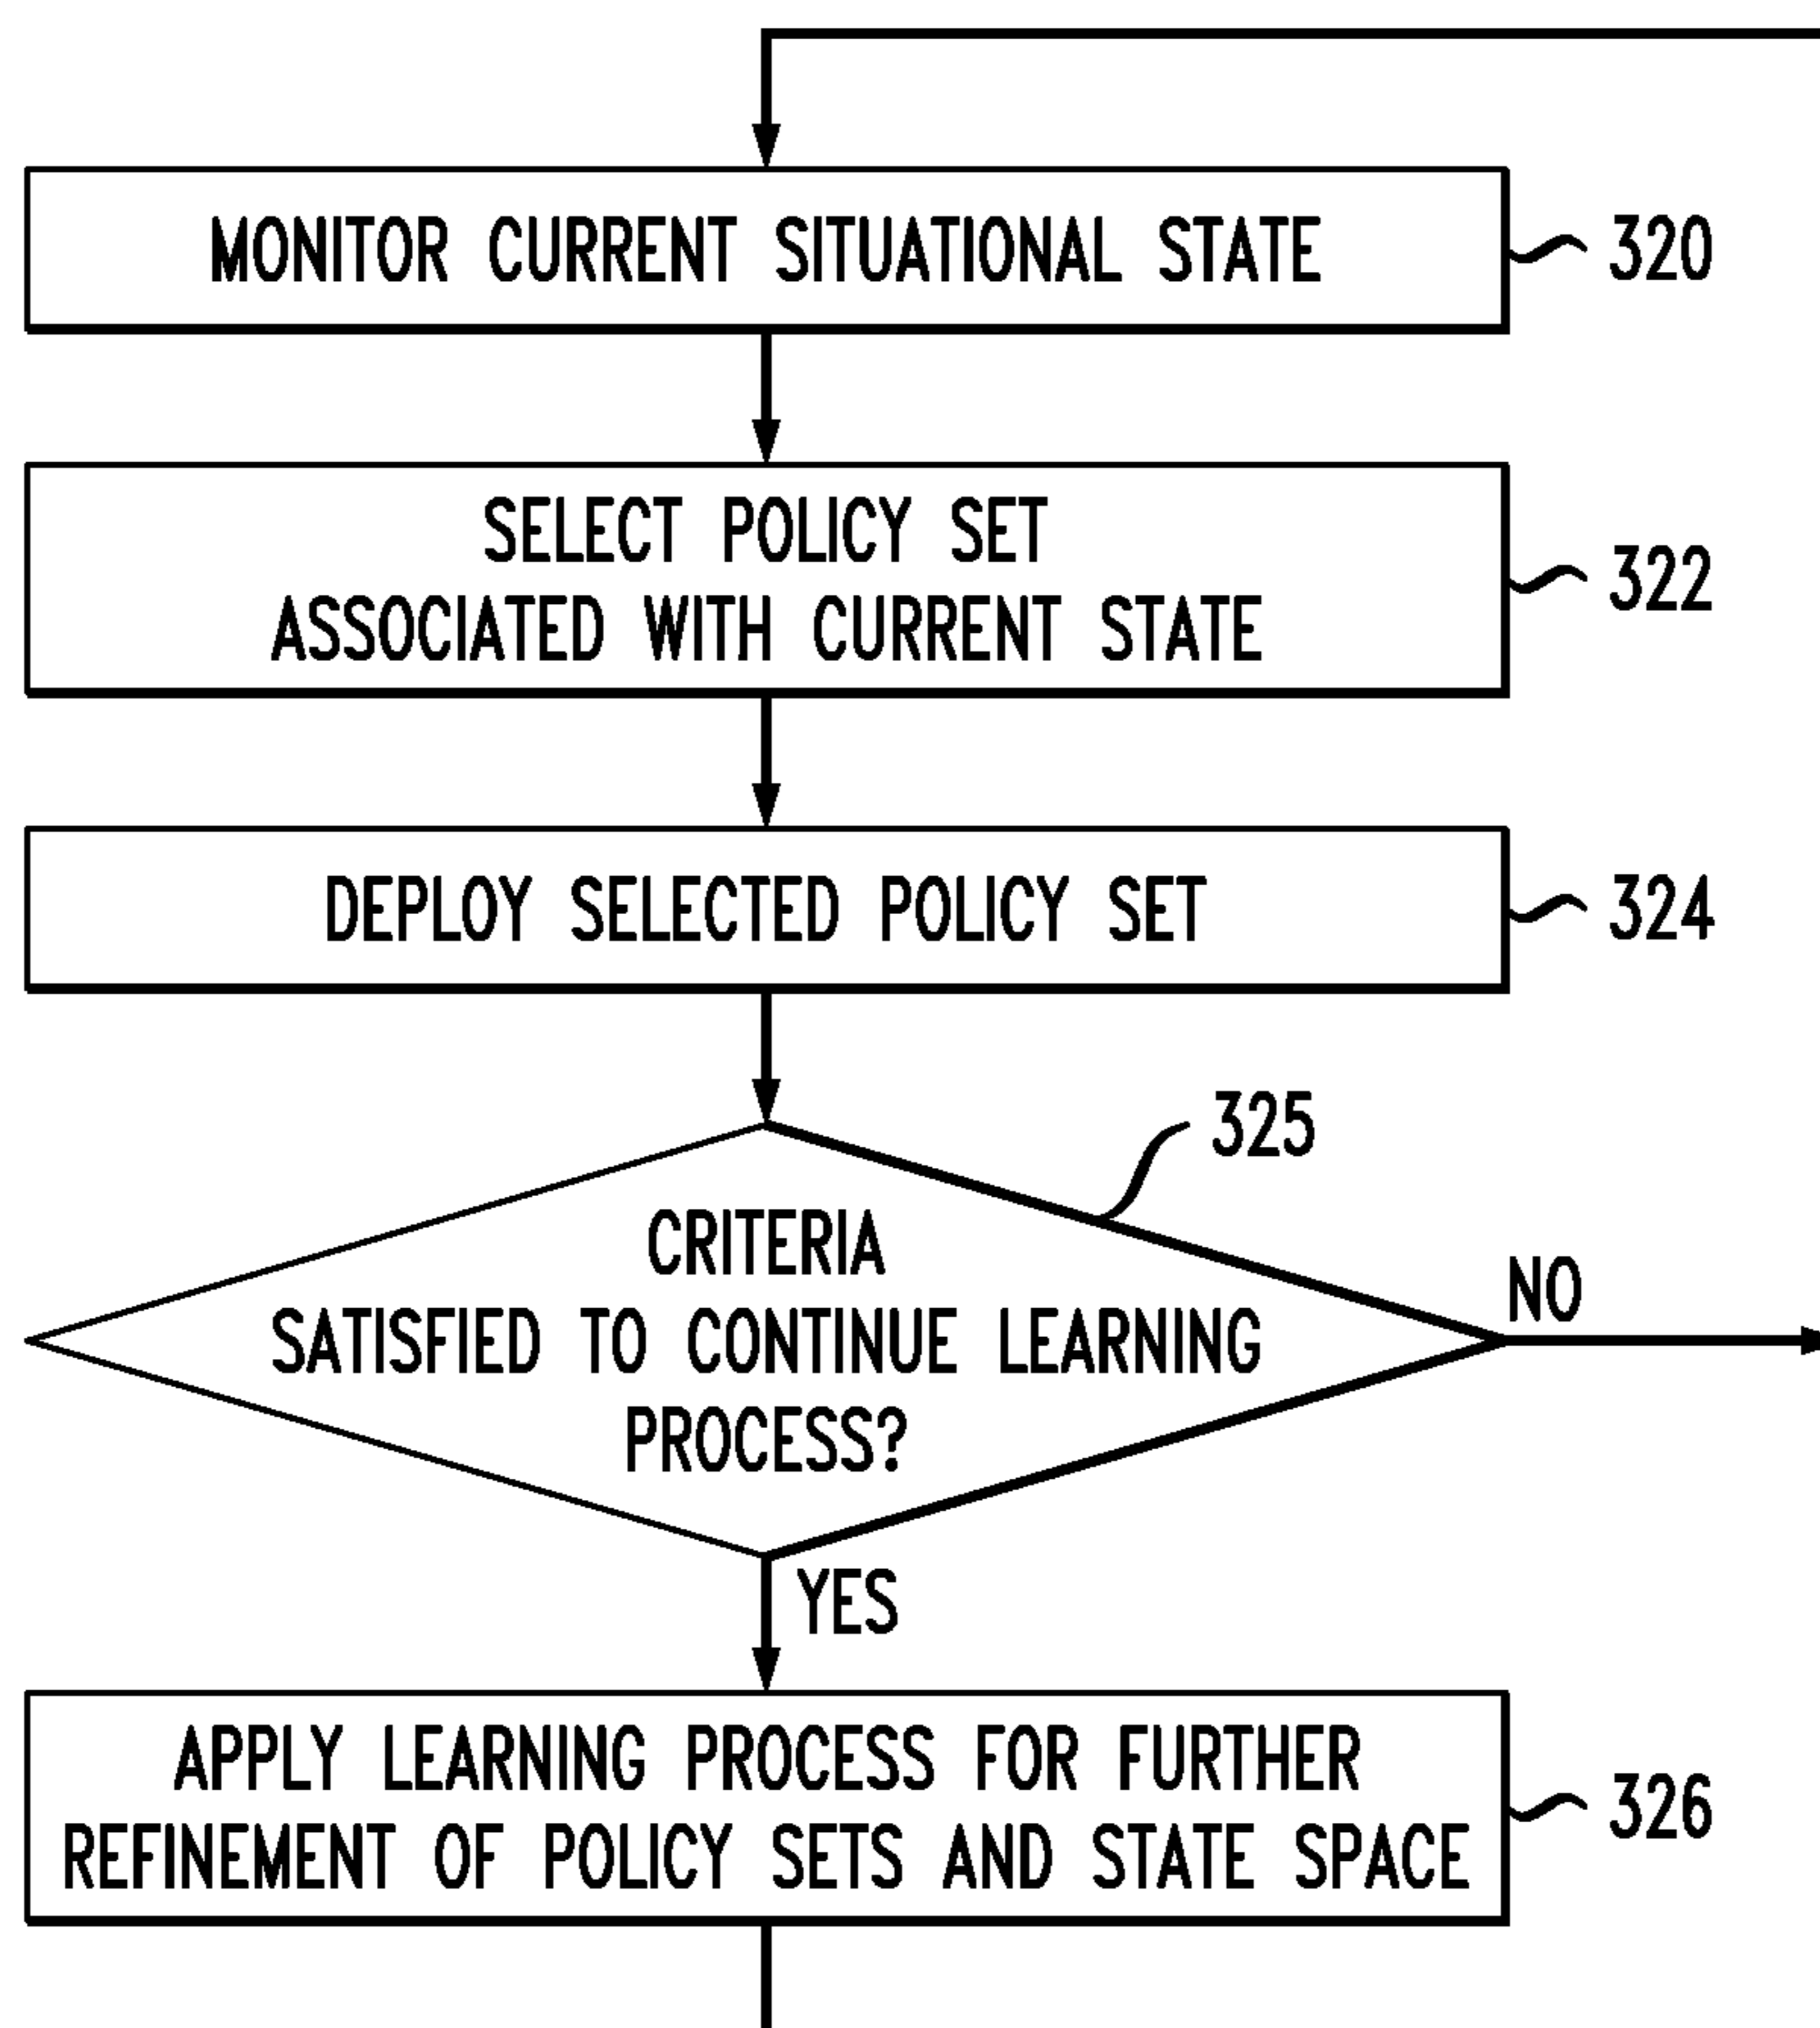 MONITOR CURRENT SITUATIONAL STATE
320
SELECT POLICY SET
ASSOCIATED WITH CURRENT STATE
322
DEPLOY SELECTED POLICY SET
324
325
CRITERIA
SATISFIED TO CONTINUE LEARNING
PROCESS?
NO
YES
APPLY LEARNING PROCESS FOR FURTHER
REFINEMENT OF POLICY SETS AND STATE SPACE
326